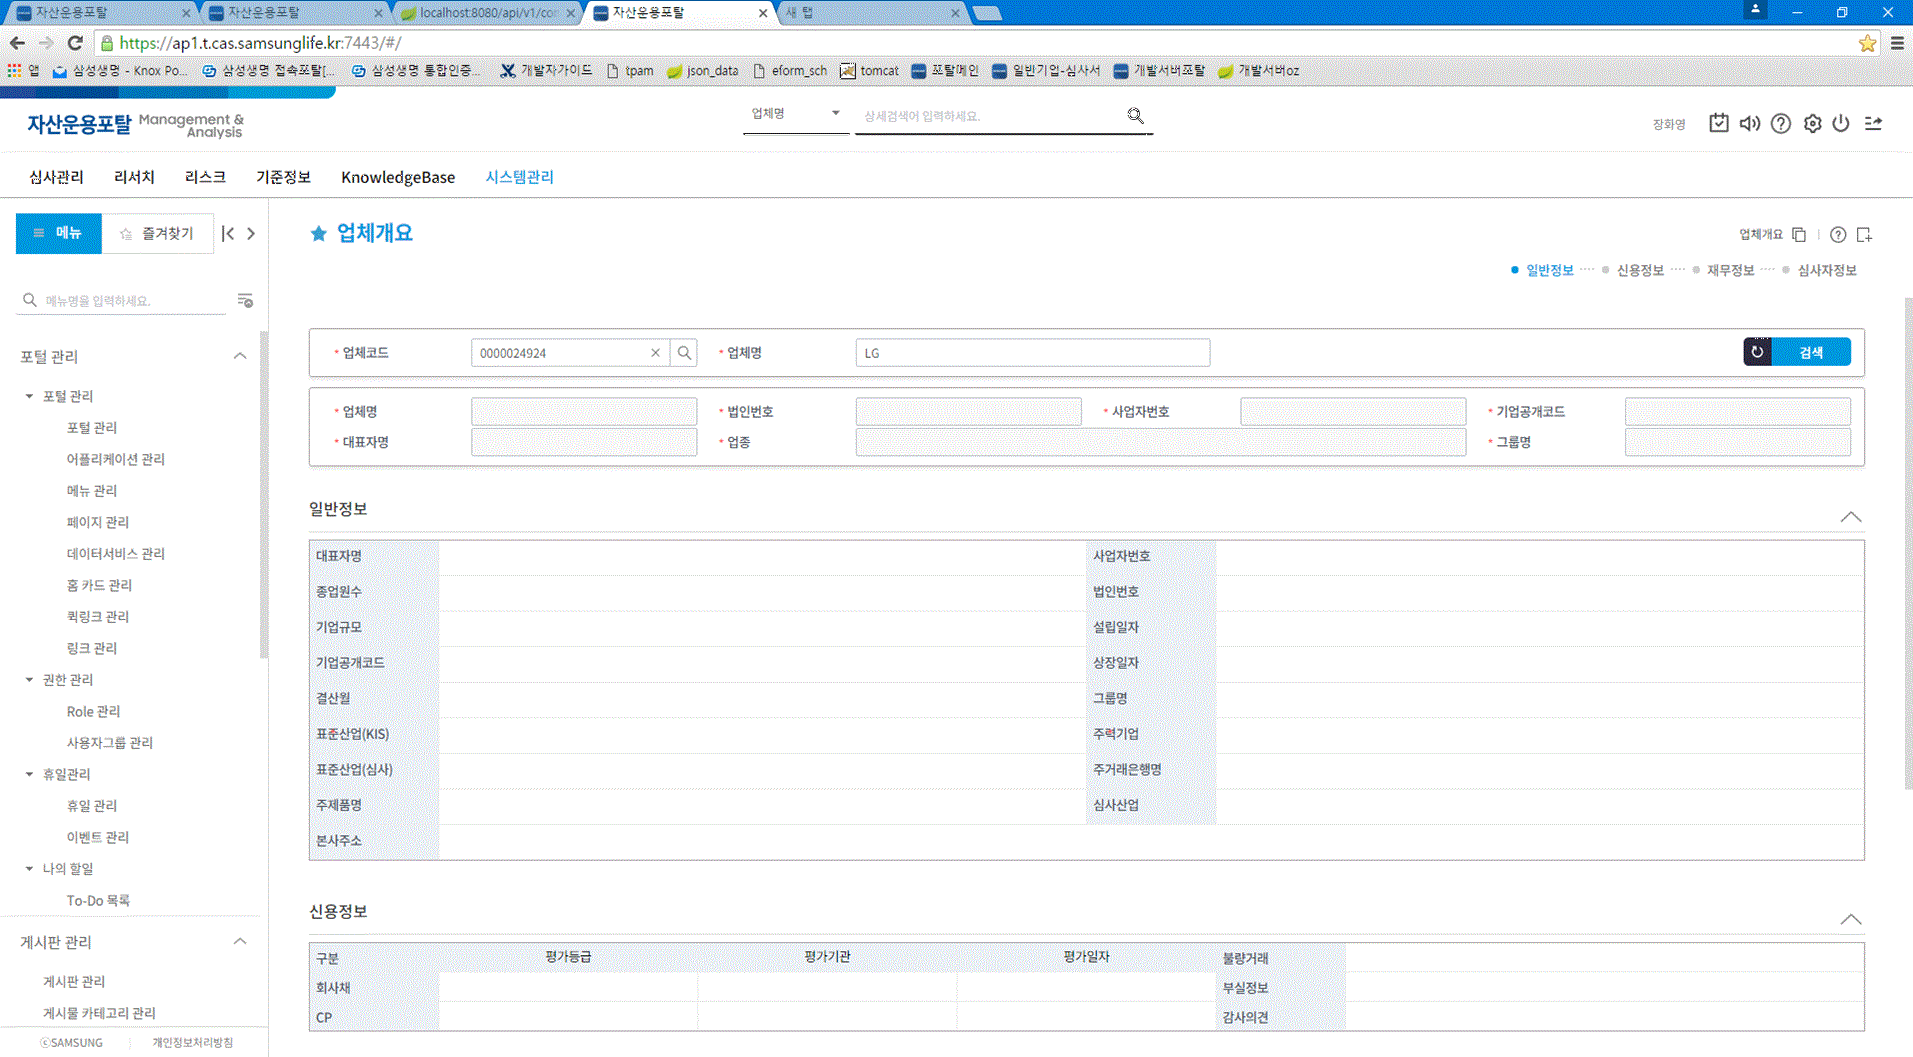 자산운용포탈
자산운용포탈
localhost:8080/api/v1/cor
자산운용포탈
새 탭
https://ap1.t.cas.samsunglife.kr:7443/#/
앱
삼성생명 - Knox Po...
삼성생명 접속포탈[...
삼성생명 통합인증...
개발자가이드
tpam
json_data
eform_sch
tomcat
포탈메인
일반기업-심사서
개발서버포탈
개발서버oz
자산운용포탈 Management & Analysis
업체명
상세검색어 입력하세요.
장화영
심사관리
리서치
리스크
기준정보
KnowledgeBase
시스템관리
메뉴
즐겨찾기
업체개요
업체개요
일반정보
신용정보
재무정보
심사자정보
메뉴명을 입력하세요.
* 업체코드
0000024924
* 업체명
LG
검색
* 업체명
* 법인번호
* 사업자번호
* 기업공개코드
* 대표자명
* 업종
* 그룹명
포털 관리
포털 관리
포털 관리
어플리케이션 관리
메뉴 관리
페이지 관리
데이터서비스 관리
홈 카드 관리
퀵링크 관리
링크 관리
권한 관리
Role 관리
사용자그룹 관리
휴일관리
휴일 관리
이벤트 관리
나의 할일
To-Do 목록
게시판 관리
게시판 관리
게시물 카테고리 관리
ⓒSAMSUNG
개인정보처리방침
일반정보
대표자명
사업자번호
종업원수
법인번호
기업규모
설립일자
기업공개코드
상장일자
결산월
그룹명
표준산업(KIS)
주력기업
표준산업(심사)
주거래은행명
주제품명
심사산업
본사주소
신용정보
구분
평가등급
평가기관
평가일자
불량거래
회사채
부실정보
CP
감사의견